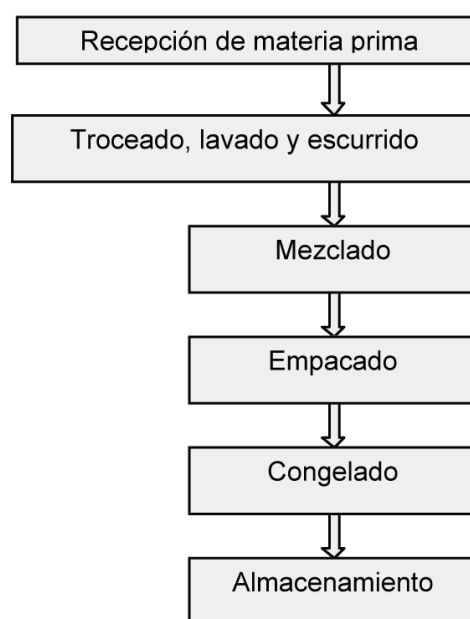 Recepción de materia prima
Troceado, lavado y escurrido
Mezclado
Empacado
Congelado
Almacenamiento